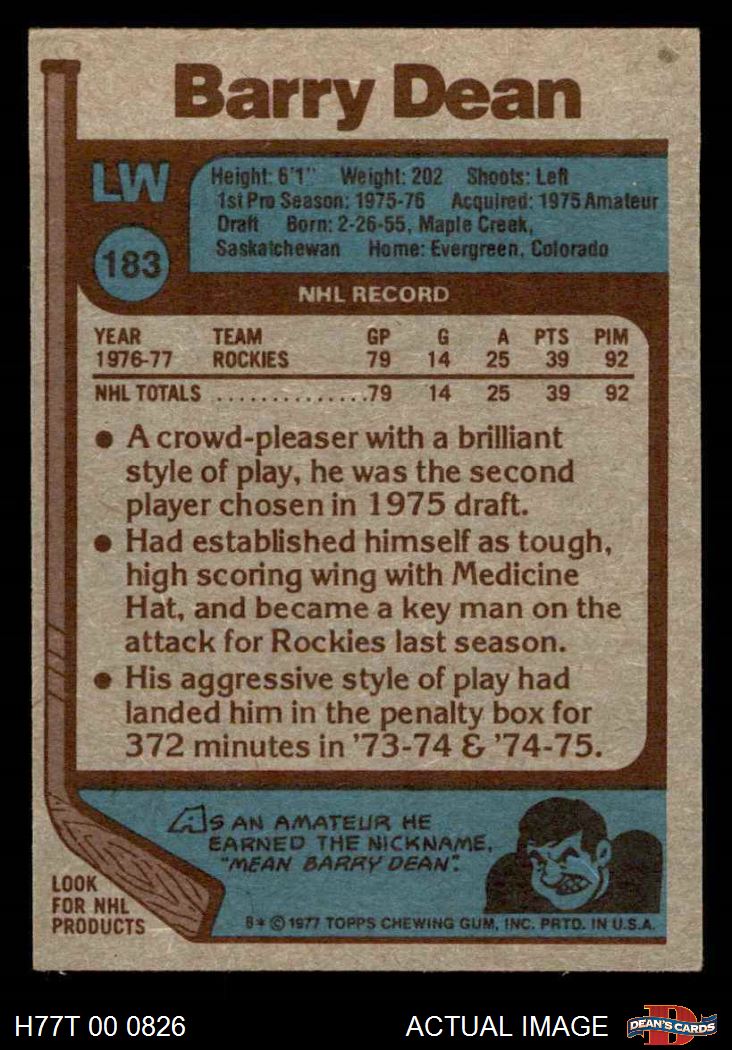 Barry Dean
LW
Height: 6'1" Weight: 202 Shoots: Left
1st Pro Season: 1975-76 Acquired: 1975 Amateur
Draft Born: 2-26-55, Maple Creek,
Saskatchewan Home: Evergreen, Colorado
183
NHL RECORD
YEAR TEAM GP G A PTS PIM
1976-77 ROCKIES 79 14 25 39 92
NHL TOTALS ..............79 14 25 39 92
● A crowd-pleaser with a brilliant
style of play, he was the second
player chosen in 1975 draft.
● Had established himself as tough,
high scoring wing with Medicine
Hat, and became a key man on the
attack for Rockies last season.
● His aggressive style of play had
landed him in the penalty box for
372 minutes in '73-74 & '74-75.
AS AN AMATEUR HE
EARNED THE NICKNAME,
"MEAN BARRY DEAN".
LOOK
FOR NHL
PRODUCTS
8* © 1977 TOPPS CHEWING GUM, INC. PRTD. IN U.S.A.
H77T 00 0826 ACTUAL IMAGE
D
DEAN'S CARDS